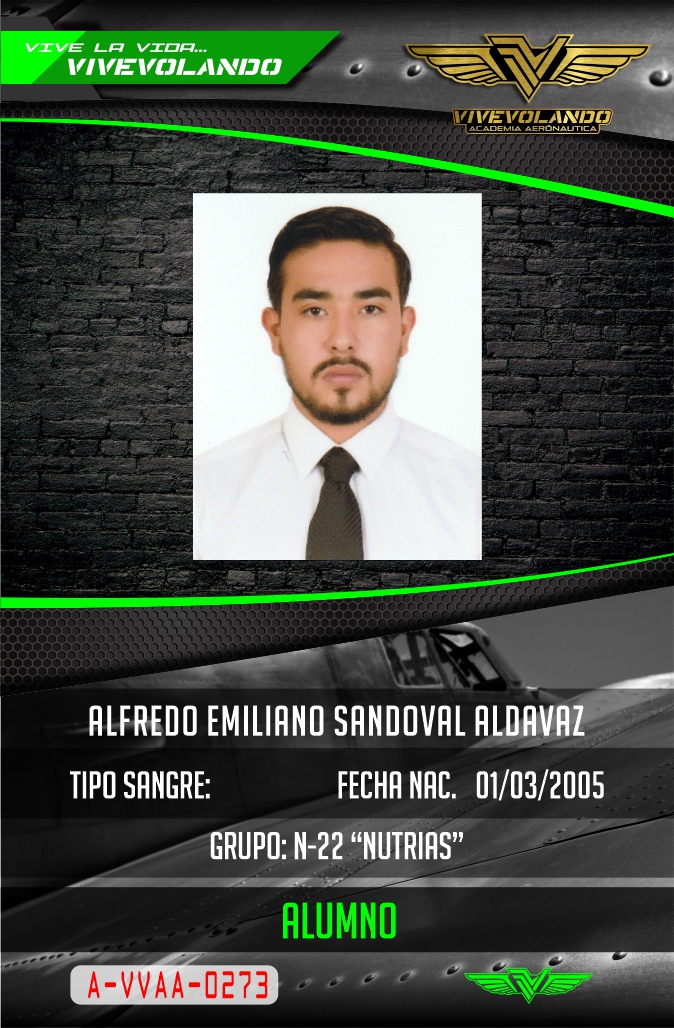 VIVE LA VIDA...
VIVEVOLANDO
VIVEVOLANDO
ACADEMIA AERÓNAUTICA
ALFREDO EMILIANO SANDOVAL ALDAVAZ
TIPO SANGRE: FECHA NAC. 01/03/2005
GRUPO: N-22 “NUTRIAS”
ALUMNO
A-VVAA-0273